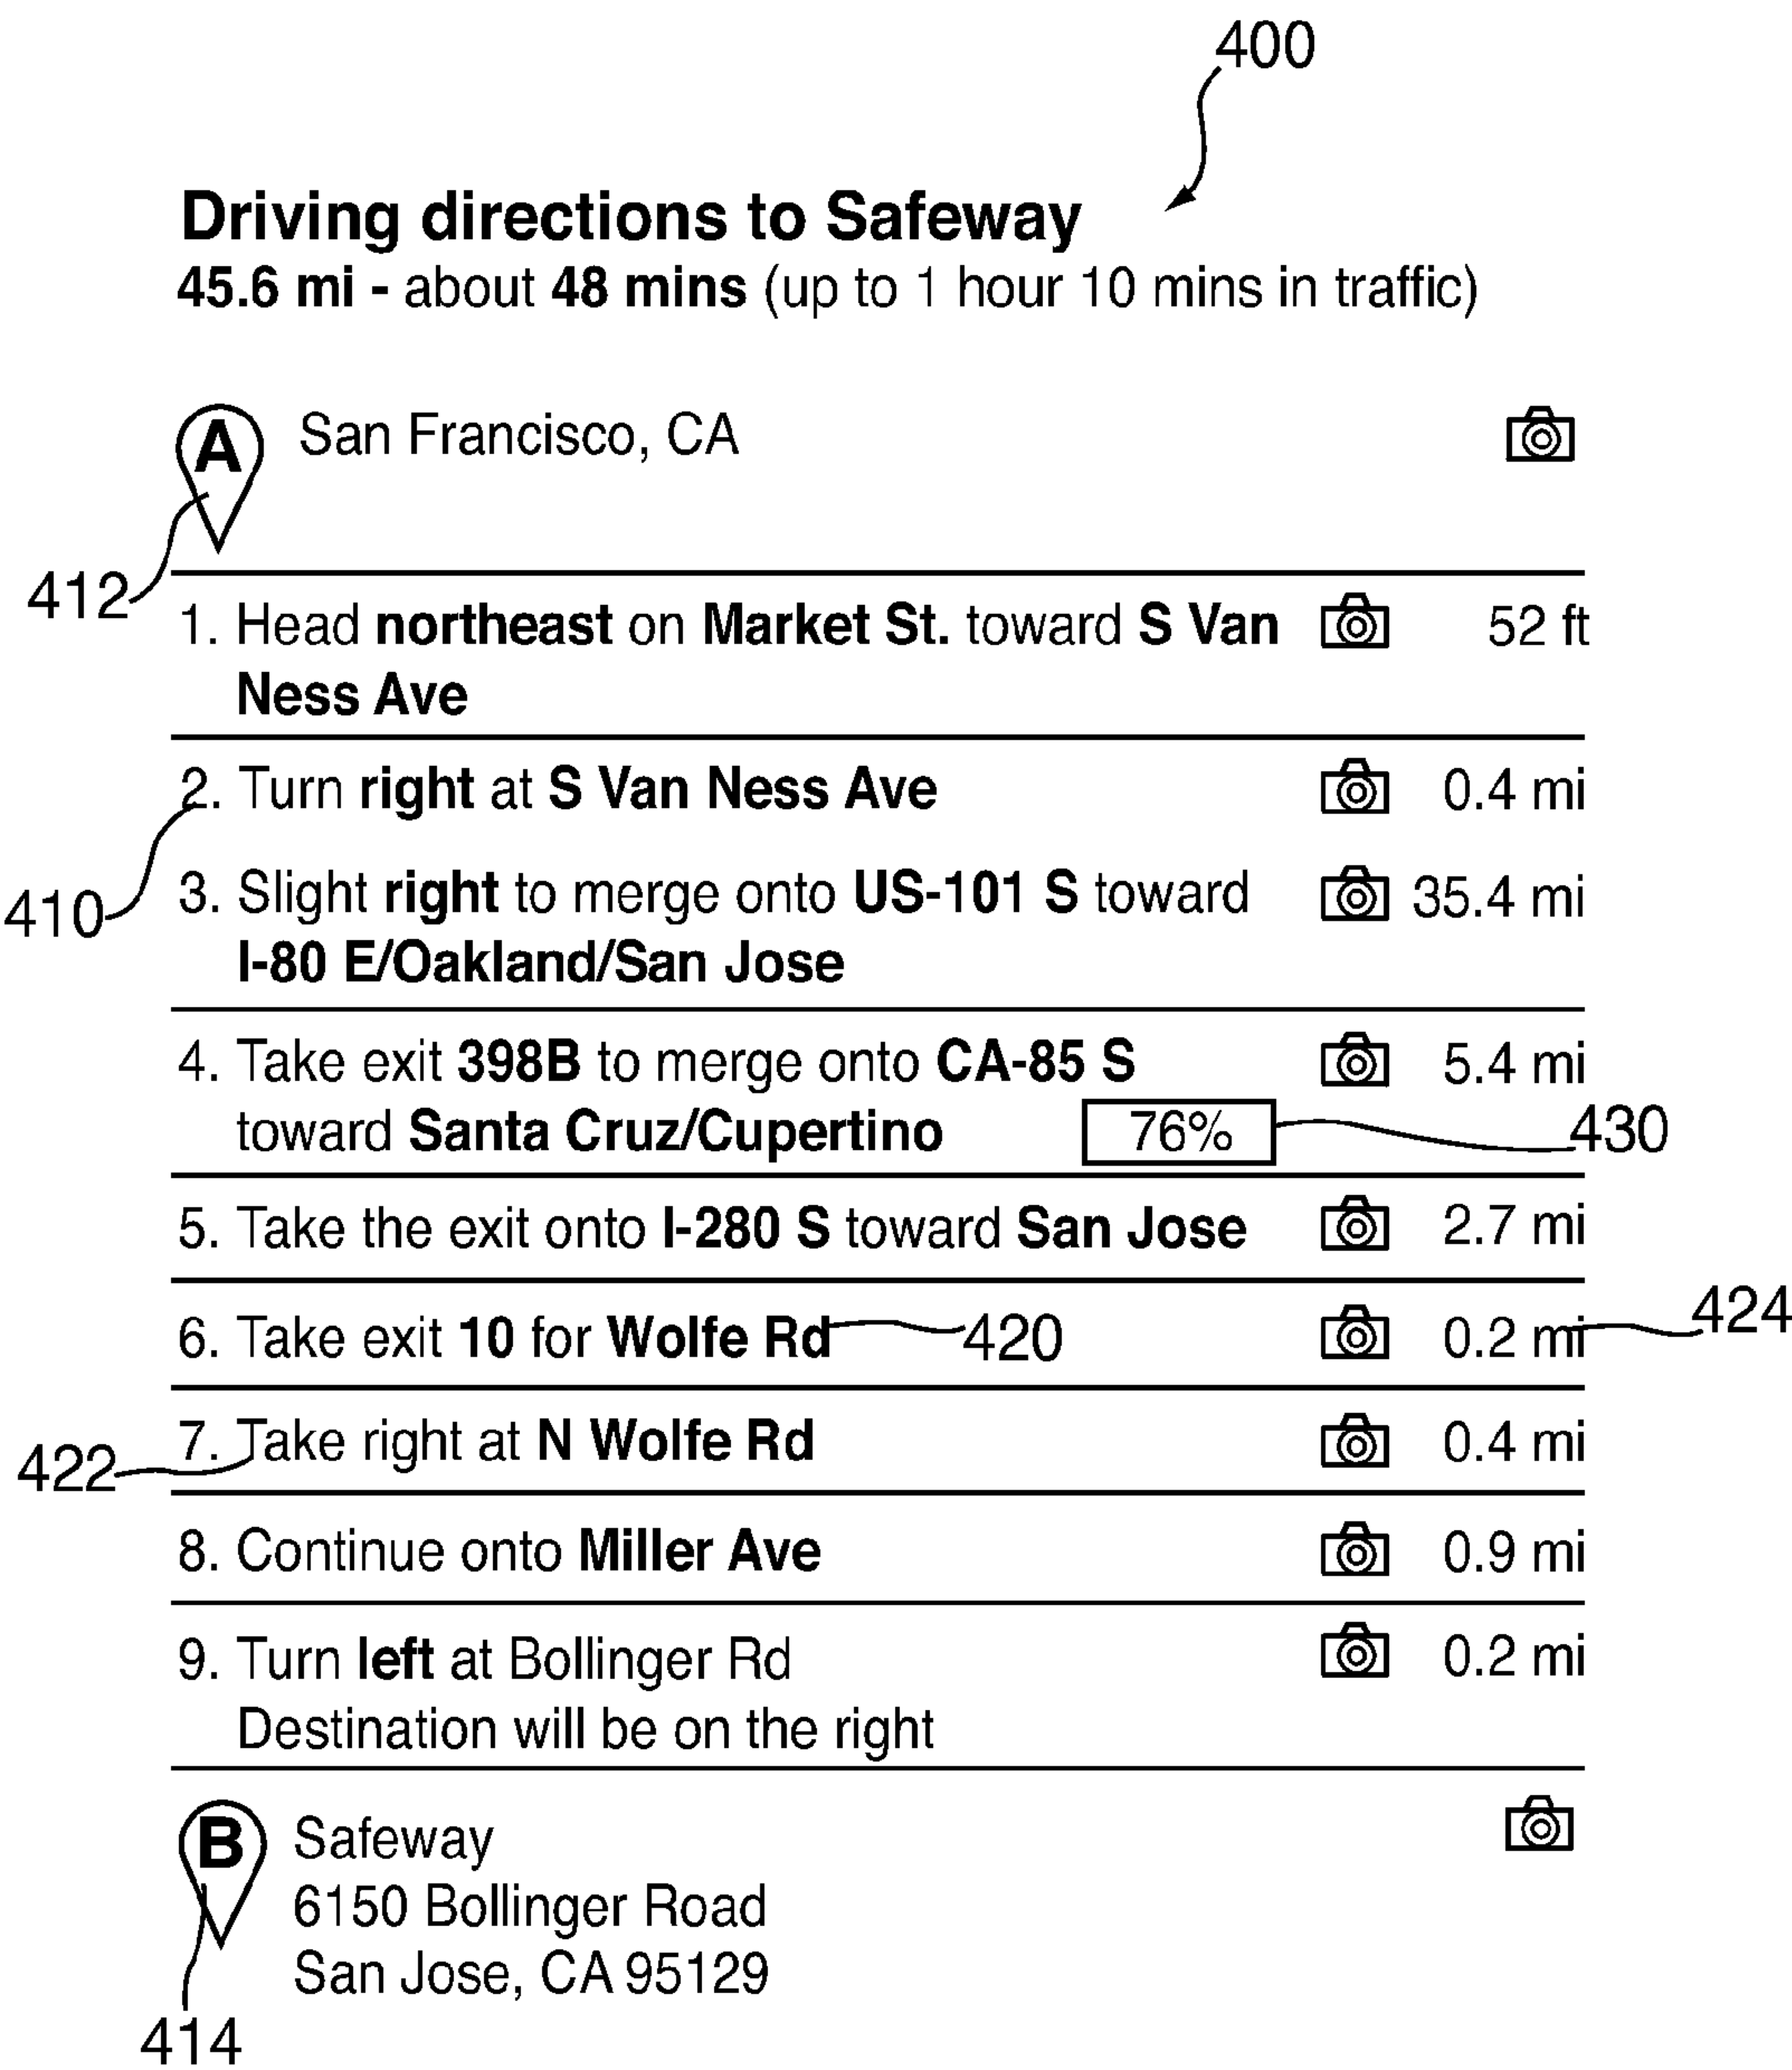 400
Driving directions to Safeway
45.6 mi - about 48 mins (up to 1 hour 10 mins in traffic)
A San Francisco, CA
412
1. Head northeast on Market St. toward S Van 52 ft
Ness Ave
2. Turn right at S Van Ness Ave 0.4 mi
410
3. Slight right to merge onto US-101 S toward 35.4 mi
I-80 E/Oakland/San Jose
4. Take exit 398B to merge onto CA-85 S 5.4 mi
toward Santa Cruz/Cupertino 76% 430
5. Take the exit onto I-280 S toward San Jose 2.7 mi
6. Take exit 10 for Wolfe Rd 420 0.2 mi 424
7. Take right at N Wolfe Rd 0.4 mi
422
8. Continue onto Miller Ave 0.9 mi
9. Turn left at Bollinger Rd 0.2 mi
Destination will be on the right
B Safeway
6150 Bollinger Road
San Jose, CA 95129
414